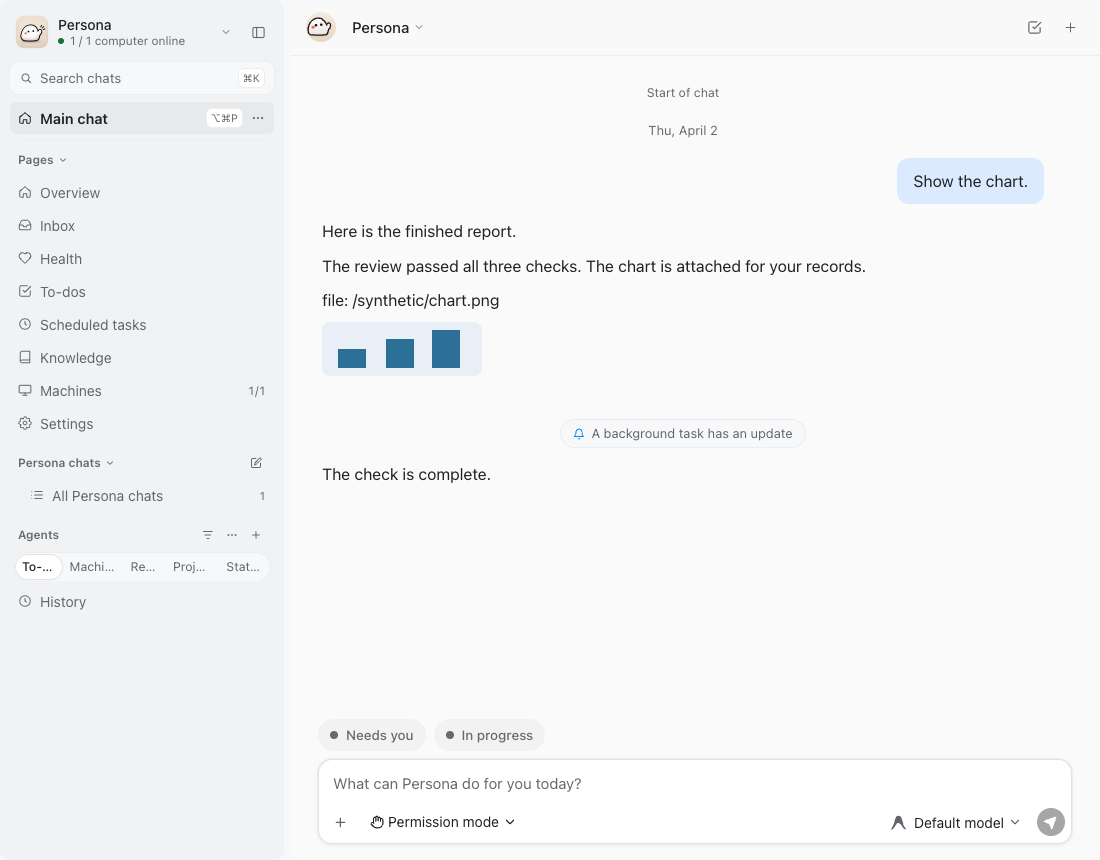 Persona
1 / 1 computer online
Search chats
⌘K
Main chat
⌥⌘P
Pages
Overview
Inbox
Health
To-dos
Scheduled tasks
Knowledge
Machines
1/1
Settings
Persona chats
All Persona chats
1
Agents
To-...
Machi...
Re...
Proj...
Stat...
History
Persona
Start of chat
Thu, April 2
Show the chart.
Here is the finished report.
The review passed all three checks. The chart is attached for your records.
file: /synthetic/chart.png
A background task has an update
The check is complete.
Needs you
In progress
What can Persona do for you today?
Permission mode
Default model